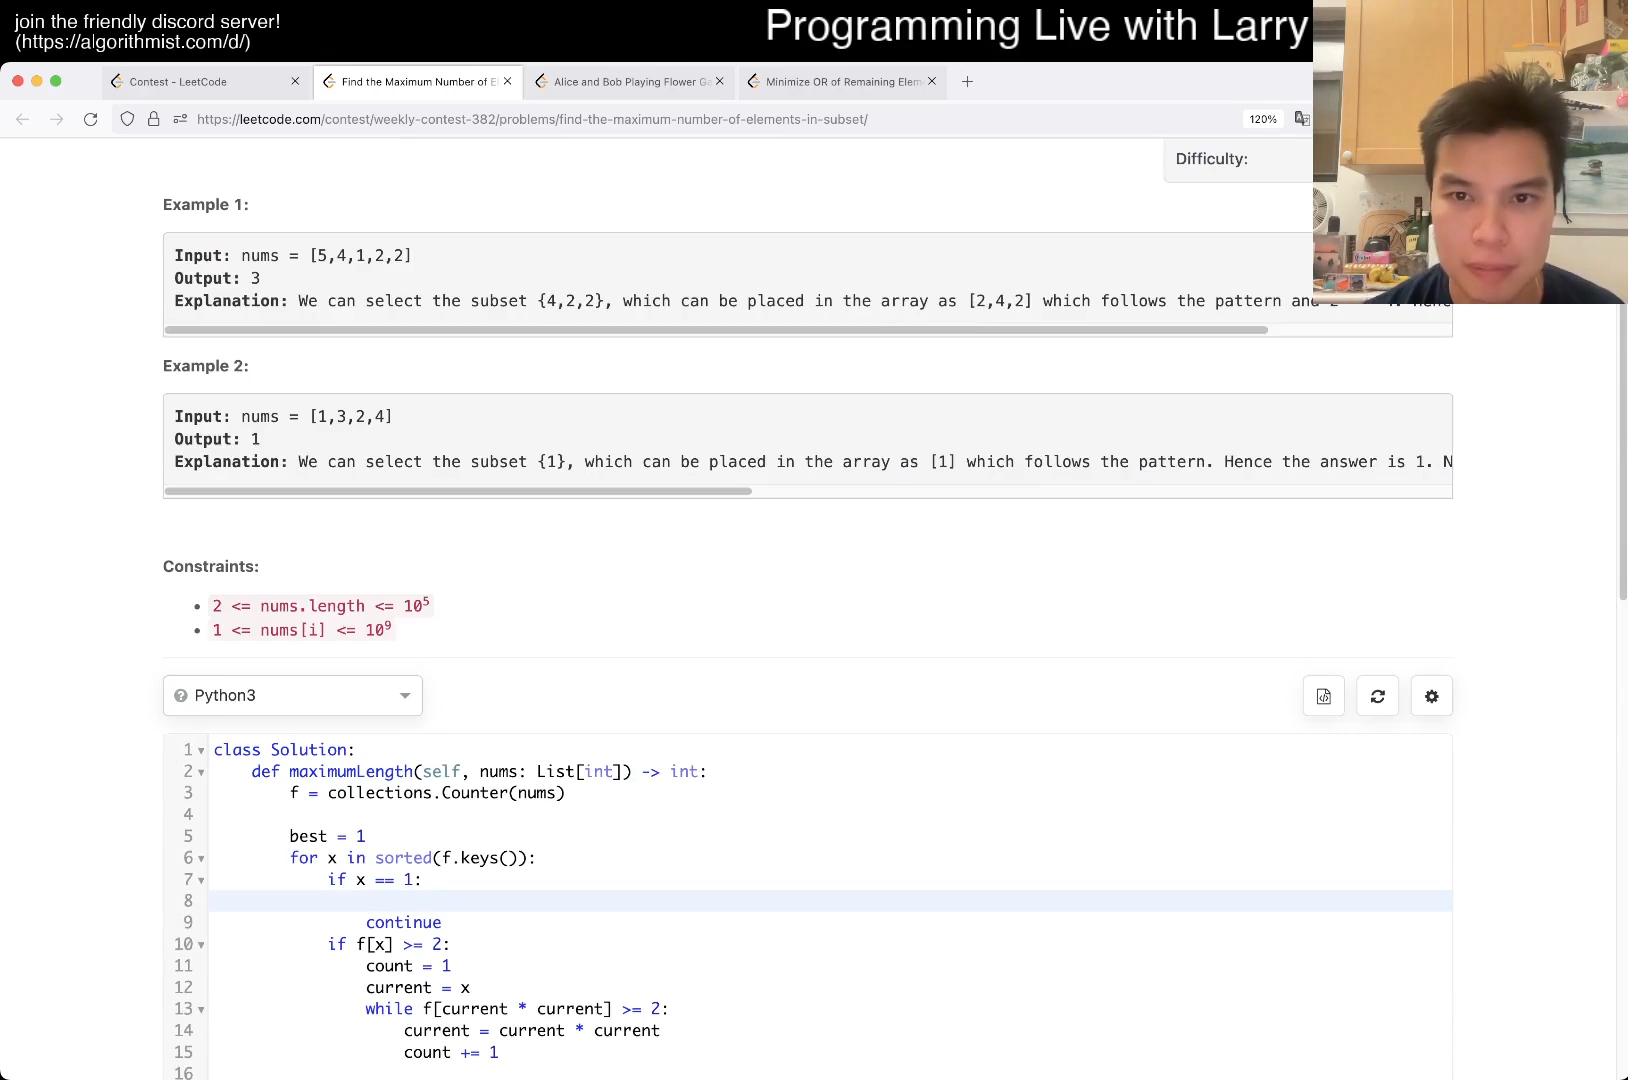 join the friendly discord server!
(https://algorithmist.com/d/)
Programming Live with Larry
Contest - LeetCode
Find the Maximum Number of El
Alice and Bob Playing Flower Ga
Minimize OR of Remaining Elem
https://leetcode.com/contest/weekly-contest-382/problems/find-the-maximum-number-of-elements-in-subset/
120%
Difficulty:
Example 1:
Input: nums = [5,4,1,2,2]
Output: 3
Explanation: We can select the subset {4,2,2}, which can be placed in the array as [2,4,2] which follows the pattern and
Example 2:
Input: nums = [1,3,2,4]
Output: 1
Explanation: We can select the subset {1}, which can be placed in the array as [1] which follows the pattern. Hence the answer is 1. N
Constraints:
• 2 <= nums.length <= 10⁵
• 1 <= nums[i] <= 10⁹
Python3
1 class Solution:
2     def maximumLength(self, nums: List[int]) -> int:
3         f = collections.Counter(nums)
4
5         best = 1
6         for x in sorted(f.keys()):
7             if x == 1:
8
9                 continue
10             if f[x] >= 2:
11                 count = 1
12                 current = x
13                 while f[current * current] >= 2:
14                     current = current * current
15                     count += 1
16